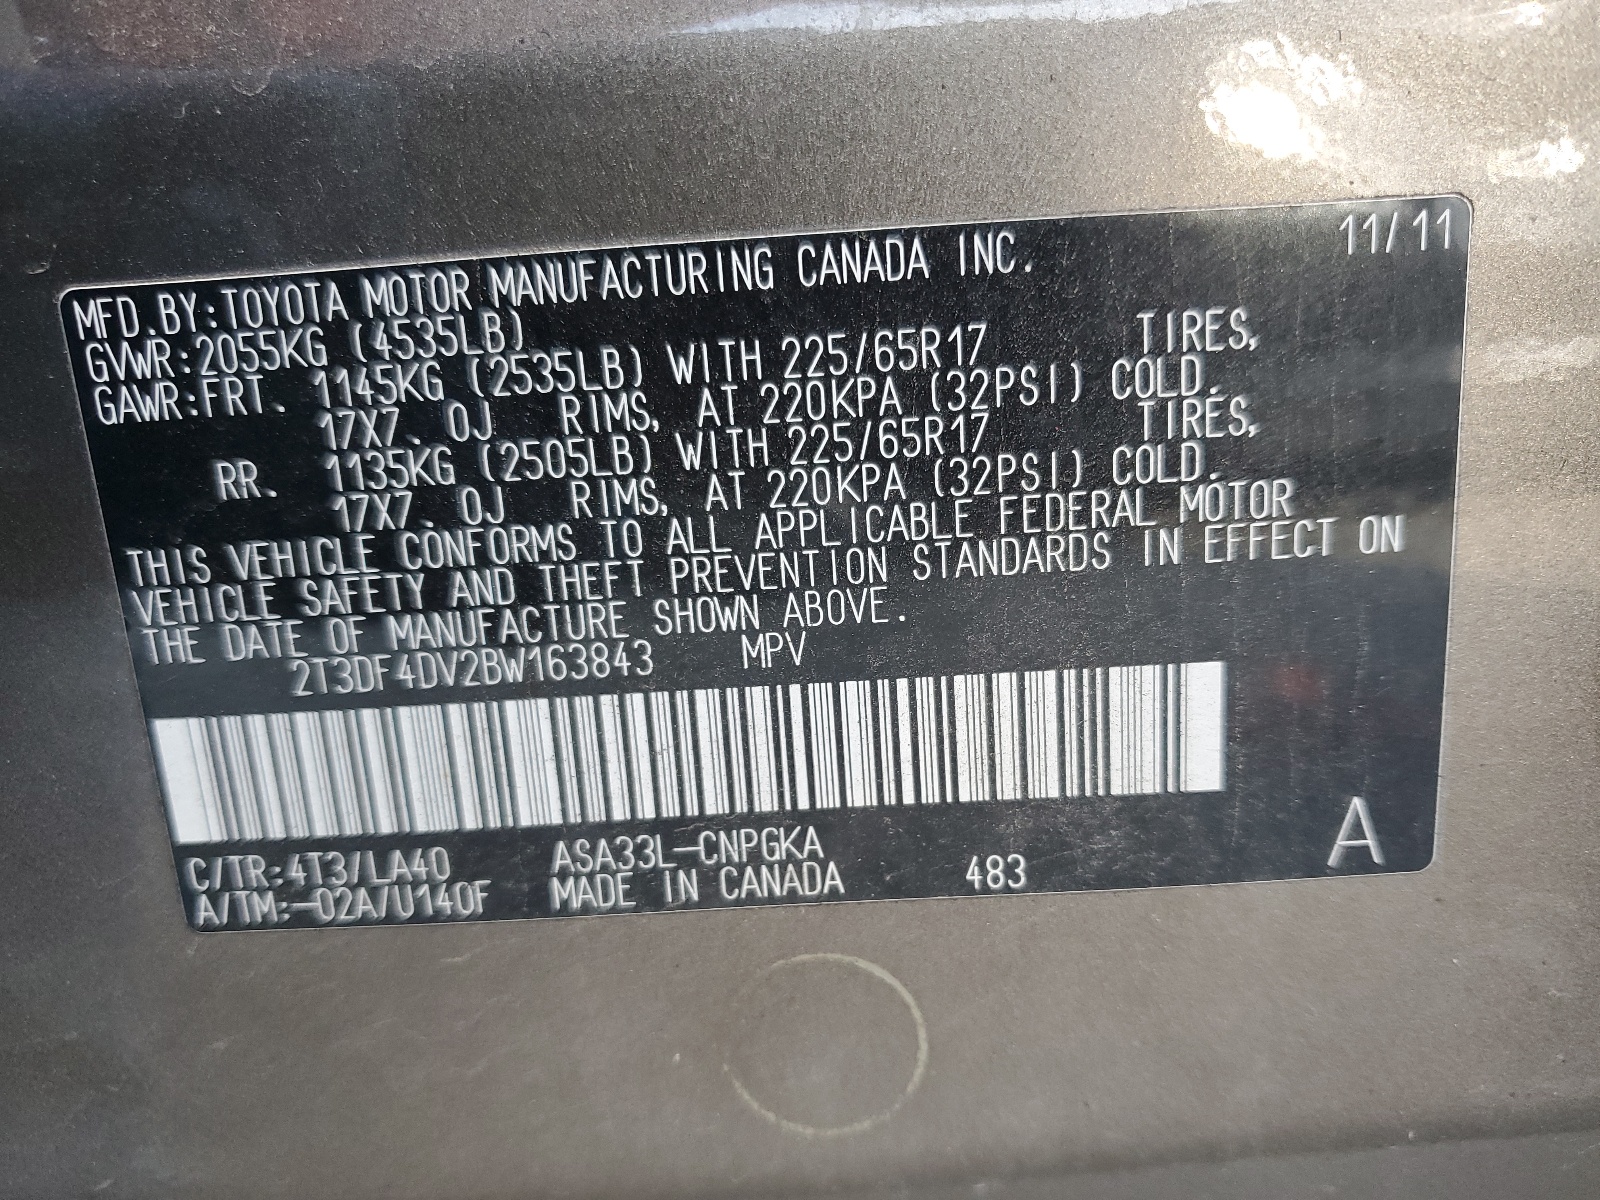 MFD.BY:TOYOTA MOTOR MANUFACTURING CANADA INC. 11/11
GVWR:2055KG (4535LB)
GAWR:FRT. 1145KG (2535LB) WITH 225/65R17 TIRES,
17X7.0J RIMS, AT 220KPA (32PSI) COLD.
RR. 1135KG (2505LB) WITH 225/65R17 TIRES,
17X7.0J RIMS, AT 220KPA (32PSI) COLD.
THIS VEHICLE CONFORMS TO ALL APPLICABLE FEDERAL MOTOR
VEHICLE SAFETY AND THEFT PREVENTION STANDARDS IN EFFECT ON
THE DATE OF MANUFACTURE SHOWN ABOVE.
2T3DF4DV2BW163843 MPV
C/TR:4T3/LA40 ASA33L-CNPGKA
A/TM:-02A/U140F MADE IN CANADA 483 A